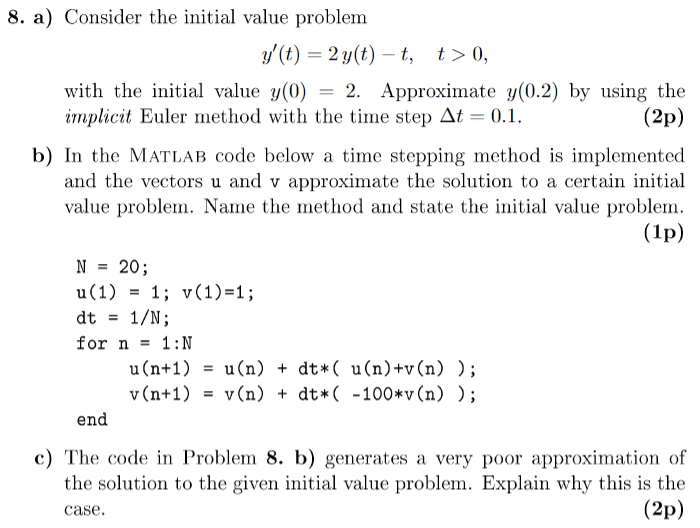 8. a) Consider the initial value problem
y′(t) = 2 y(t) − t,  t > 0,
with the initial value y(0) = 2. Approximate y(0.2) by using the
implicit Euler method with the time step Δt = 0.1. (2p)
b) In the MATLAB code below a time stepping method is implemented
and the vectors u and v approximate the solution to a certain initial
value problem. Name the method and state the initial value problem.
(1p)
N = 20;
u(1) = 1; v(1)=1;
dt = 1/N;
for n = 1:N
u(n+1) = u(n) + dt*( u(n)+v(n) );
v(n+1) = v(n) + dt*( -100*v(n) );
end
c) The code in Problem 8. b) generates a very poor approximation of
the solution to the given initial value problem. Explain why this is the
case. (2p)